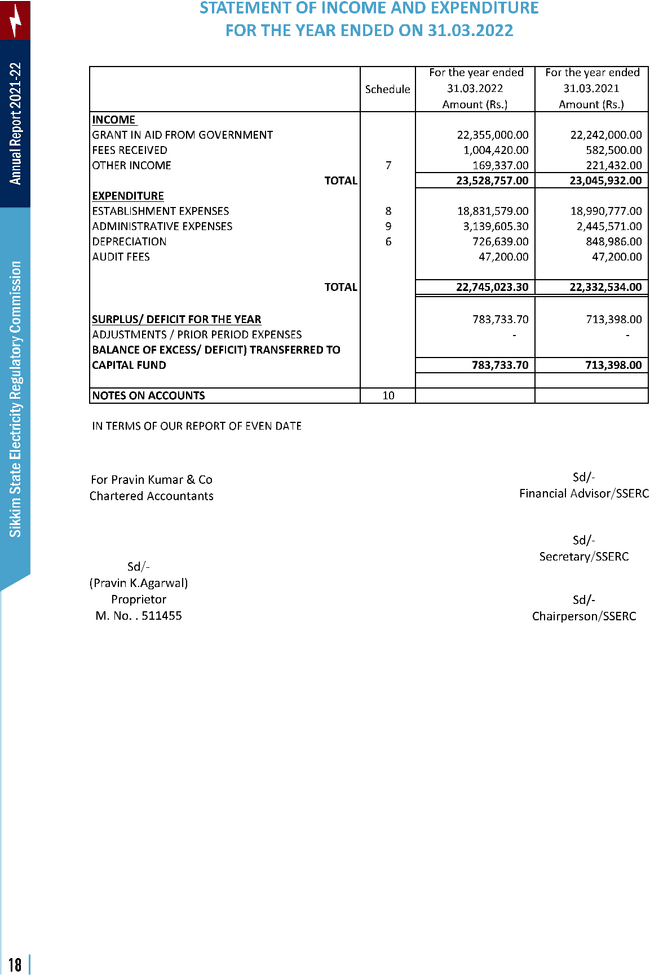 STATEMENT OF INCOME AND EXPENDITURE
FOR THE YEAR ENDED ON 31.03.2022
Annual Report 2021-22
Sikkim State Electricity Regulatory Commission
Schedule For the year ended 31.03.2022 Amount (Rs.) For the year ended 31.03.2021 Amount (Rs.)
INCOME
GRANT IN AID FROM GOVERNMENT 22,355,000.00 22,242,000.00
FEES RECEIVED 1,004,420.00 582,500.00
OTHER INCOME 7 169,337.00 221,432.00
TOTAL 23,528,757.00 23,045,932.00
EXPENDITURE
ESTABLISHMENT EXPENSES 8 18,831,579.00 18,990,777.00
ADMINISTRATIVE EXPENSES 9 3,139,605.30 2,445,571.00
DEPRECIATION 6 726,639.00 848,986.00
AUDIT FEES 47,200.00 47,200.00
TOTAL 22,745,023.30 22,332,534.00
SURPLUS/ DEFICIT FOR THE YEAR 783,733.70 713,398.00
ADJUSTMENTS / PRIOR PERIOD EXPENSES - -
BALANCE OF EXCESS/ DEFICIT) TRANSFERRED TO
CAPITAL FUND 783,733.70 713,398.00
NOTES ON ACCOUNTS 10
IN TERMS OF OUR REPORT OF EVEN DATE
For Pravin Kumar & Co
Chartered Accountants
Sd/-
Financial Advisor/SSERC
Sd/-
Secretary/SSERC
Sd/-
(Pravin K.Agarwal)
Proprietor
M. No. . 511455
Sd/-
Chairperson/SSERC
18